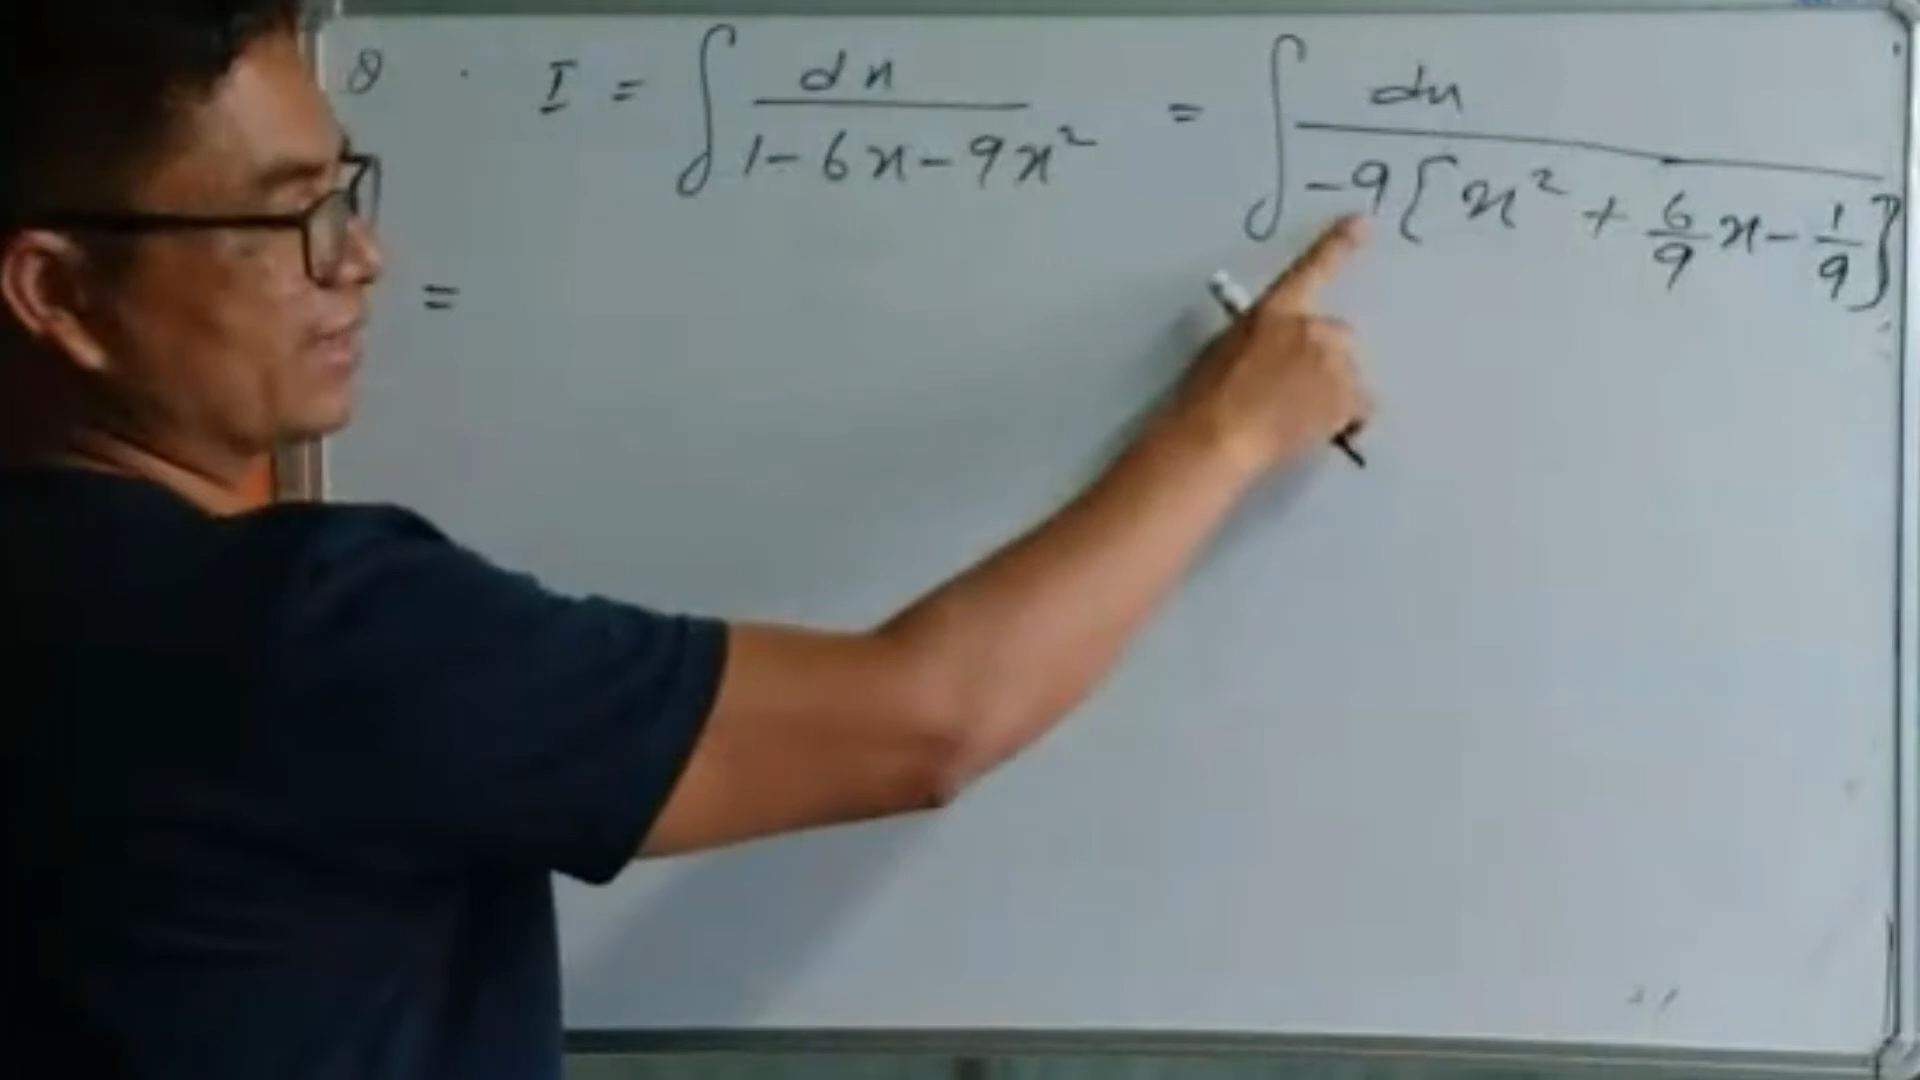 8 . I = ∫ dx / (1-6x-9x²) = ∫ dx / (-9{x² + 6/9 x - 1/9})
=